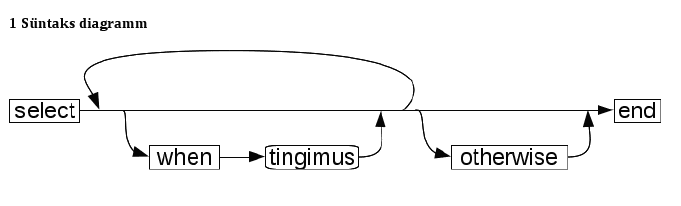 1 Süntaks diagramm
select
end
when
tingimus
otherwise